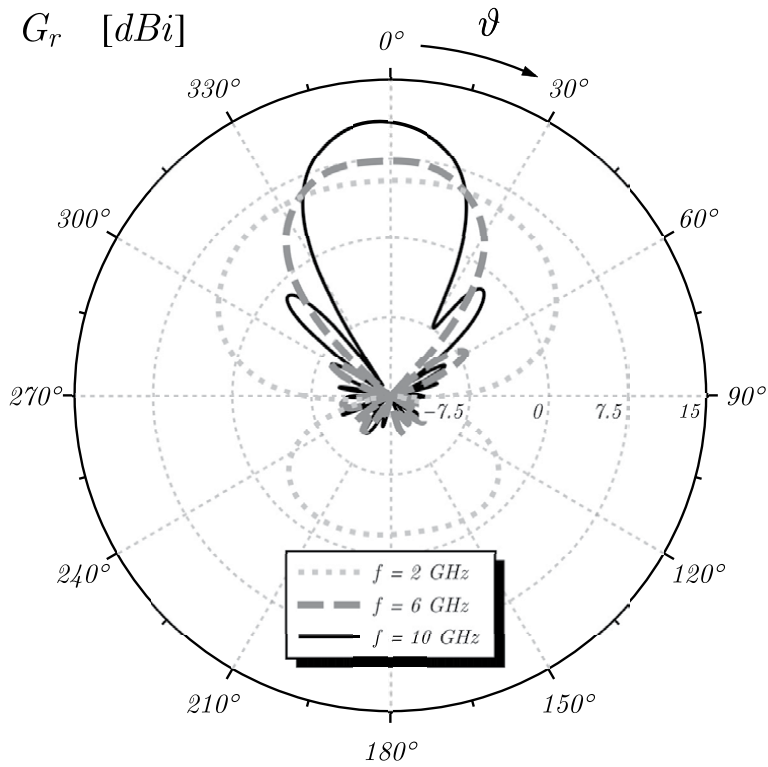 G_r [dBi]
ϑ
0°
330°
30°
300°
60°
270°
90°
-7.5 0 7.5 15
240°
120°
f = 2 GHz
f = 6 GHz
f = 10 GHz
210°
150°
180°